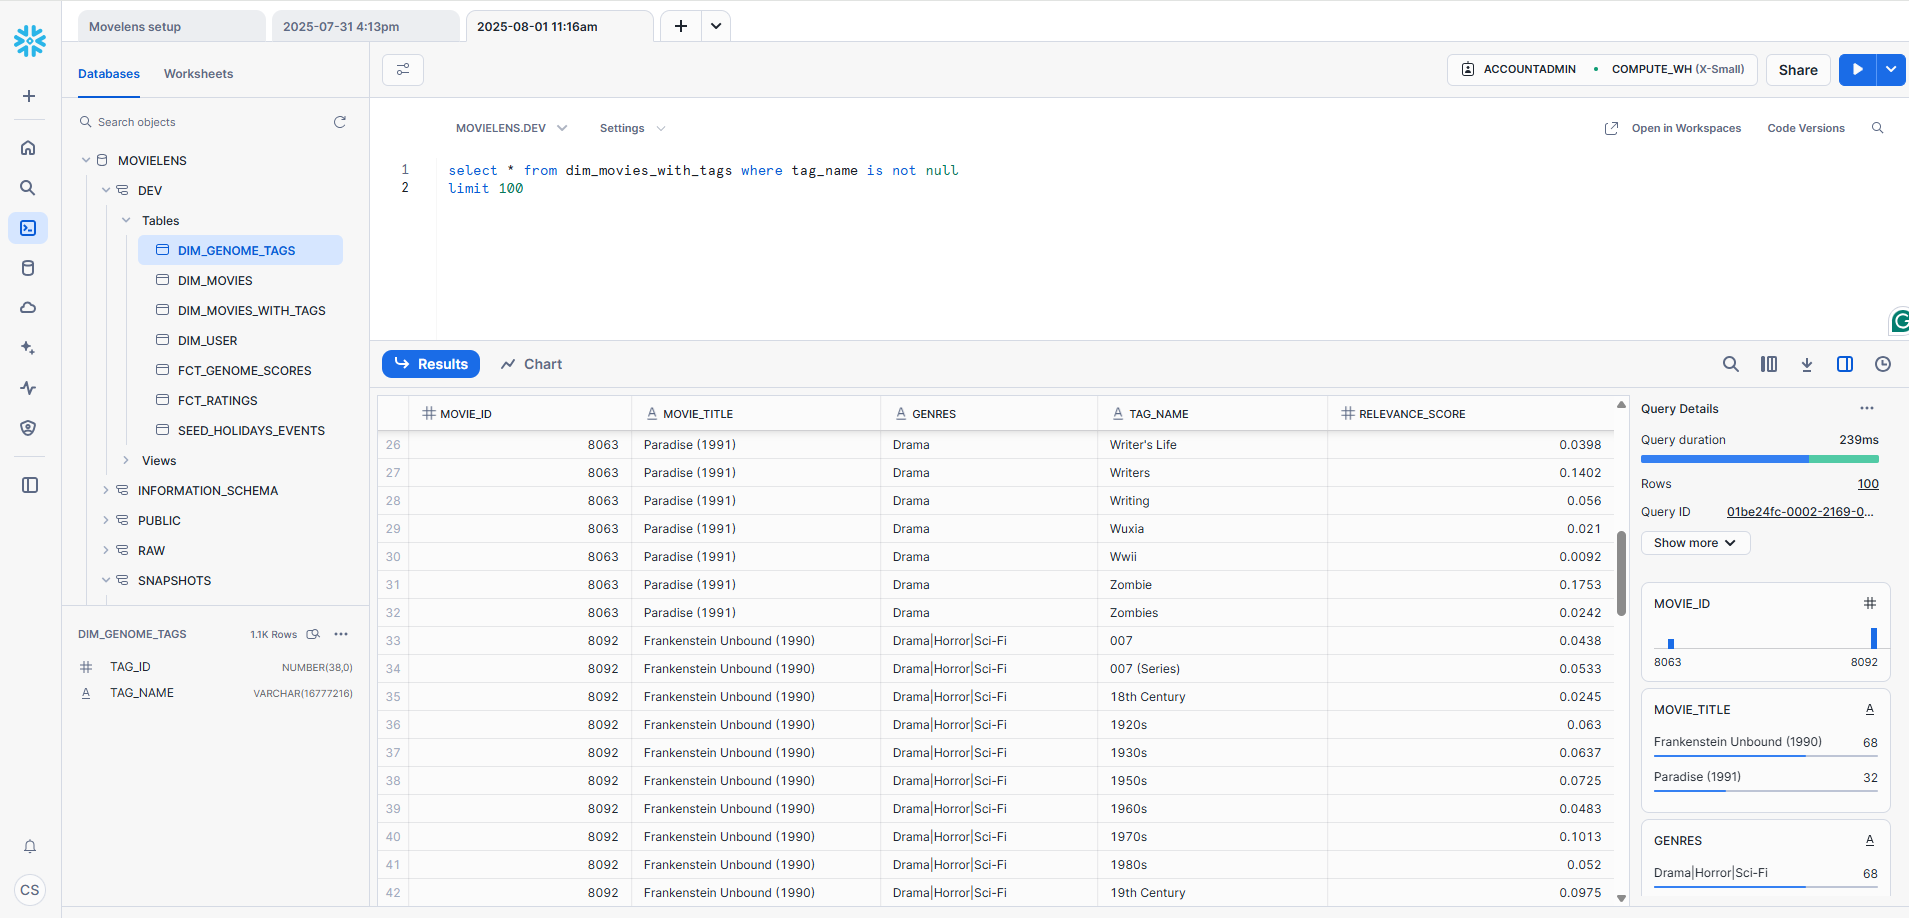 Movelens setup
2025-07-31 4:13pm
2025-08-01 11:16am
Databases
Worksheets
Search objects
MOVIELENS
DEV
Tables
DIM_GENOME_TAGS
DIM_MOVIES
DIM_MOVIES_WITH_TAGS
DIM_USER
FCT_GENOME_SCORES
FCT_RATINGS
SEED_HOLIDAYS_EVENTS
Views
INFORMATION_SCHEMA
PUBLIC
RAW
SNAPSHOTS
DIM_GENOME_TAGS 1.1K Rows
TAG_ID NUMBER(38,0)
TAG_NAME VARCHAR(16777216)
CS
ACCOUNTADMIN • COMPUTE_WH (X-Small)
Share
MOVIELENS.DEV Settings
Open in Workspaces Code Versions
1 select * from dim_movies_with_tags where tag_name is not null
2 limit 100
Results Chart
MOVIE_ID MOVIE_TITLE GENRES TAG_NAME RELEVANCE_SCORE
26 8063 Paradise (1991) Drama Writer's Life 0.0398
27 8063 Paradise (1991) Drama Writers 0.1402
28 8063 Paradise (1991) Drama Writing 0.056
29 8063 Paradise (1991) Drama Wuxia 0.021
30 8063 Paradise (1991) Drama Wwii 0.0092
31 8063 Paradise (1991) Drama Zombie 0.1753
32 8063 Paradise (1991) Drama Zombies 0.0242
33 8092 Frankenstein Unbound (1990) Drama|Horror|Sci-Fi 007 0.0438
34 8092 Frankenstein Unbound (1990) Drama|Horror|Sci-Fi 007 (Series) 0.0533
35 8092 Frankenstein Unbound (1990) Drama|Horror|Sci-Fi 18th Century 0.0245
36 8092 Frankenstein Unbound (1990) Drama|Horror|Sci-Fi 1920s 0.063
37 8092 Frankenstein Unbound (1990) Drama|Horror|Sci-Fi 1930s 0.0637
38 8092 Frankenstein Unbound (1990) Drama|Horror|Sci-Fi 1950s 0.0725
39 8092 Frankenstein Unbound (1990) Drama|Horror|Sci-Fi 1960s 0.0483
40 8092 Frankenstein Unbound (1990) Drama|Horror|Sci-Fi 1970s 0.1013
41 8092 Frankenstein Unbound (1990) Drama|Horror|Sci-Fi 1980s 0.052
42 8092 Frankenstein Unbound (1990) Drama|Horror|Sci-Fi 19th Century 0.0975
Query Details
Query duration 239ms
Rows 100
Query ID 01be24fc-0002-2169-0...
Show more
MOVIE_ID
8063 8092
MOVIE_TITLE
Frankenstein Unbound (1990) 68
Paradise (1991) 32
GENRES
Drama|Horror|Sci-Fi 68